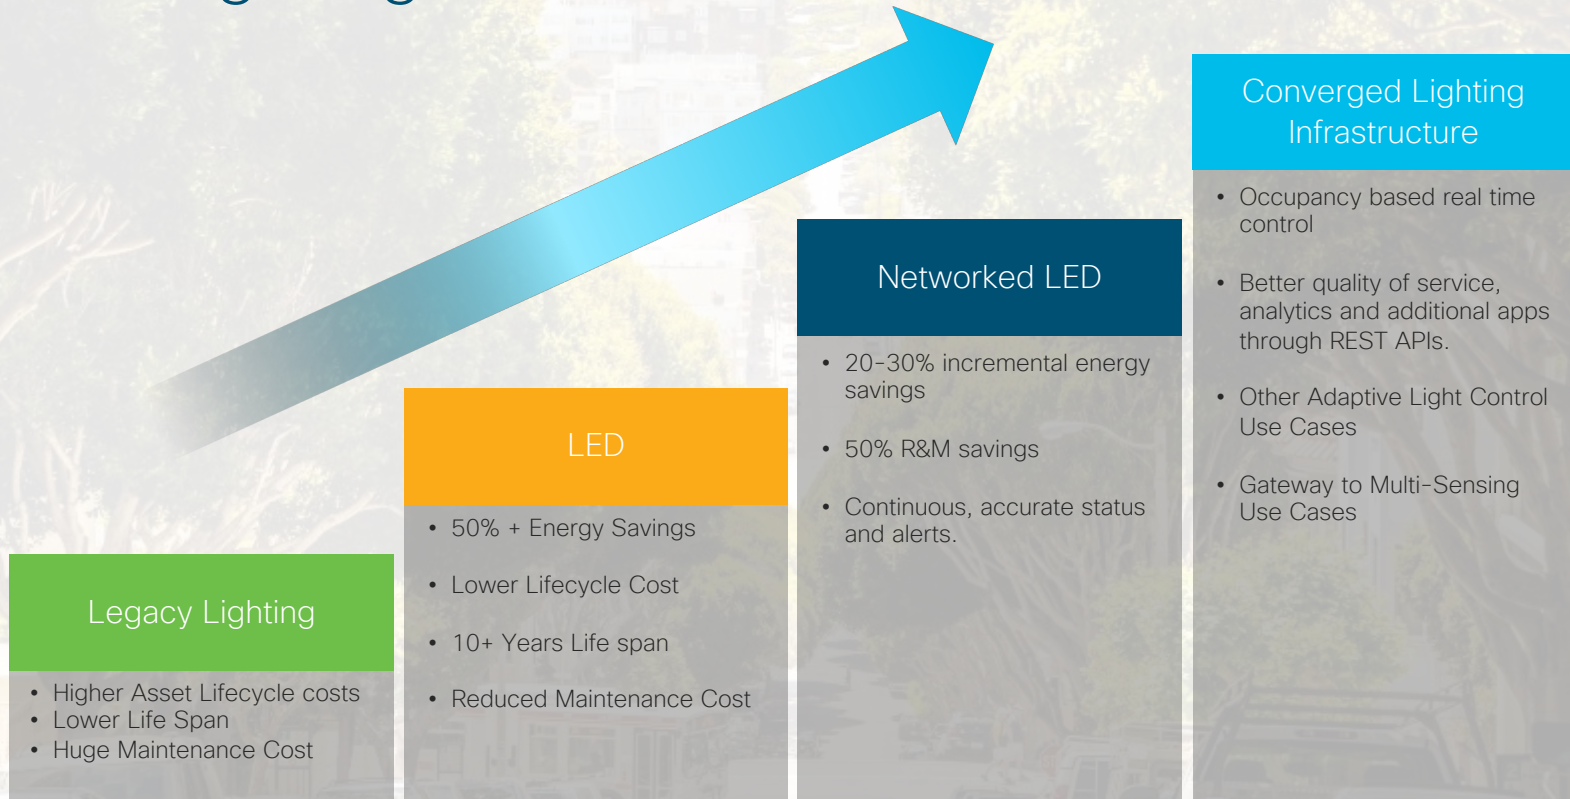 Legacy Lighting
• Higher Asset Lifecycle costs
• Lower Life Span
• Huge Maintenance Cost
LED
• 50% + Energy Savings
• Lower Lifecycle Cost
• 10+ Years Life span
• Reduced Maintenance Cost
Networked LED
• 20-30% incremental energy
savings
• 50% R&M savings
• Continuous, accurate status
and alerts.
Converged Lighting
Infrastructure
• Occupancy based real time
control
• Better quality of service,
analytics and additional apps
through REST APIs.
• Other Adaptive Light Control
Use Cases
• Gateway to Multi-Sensing
Use Cases